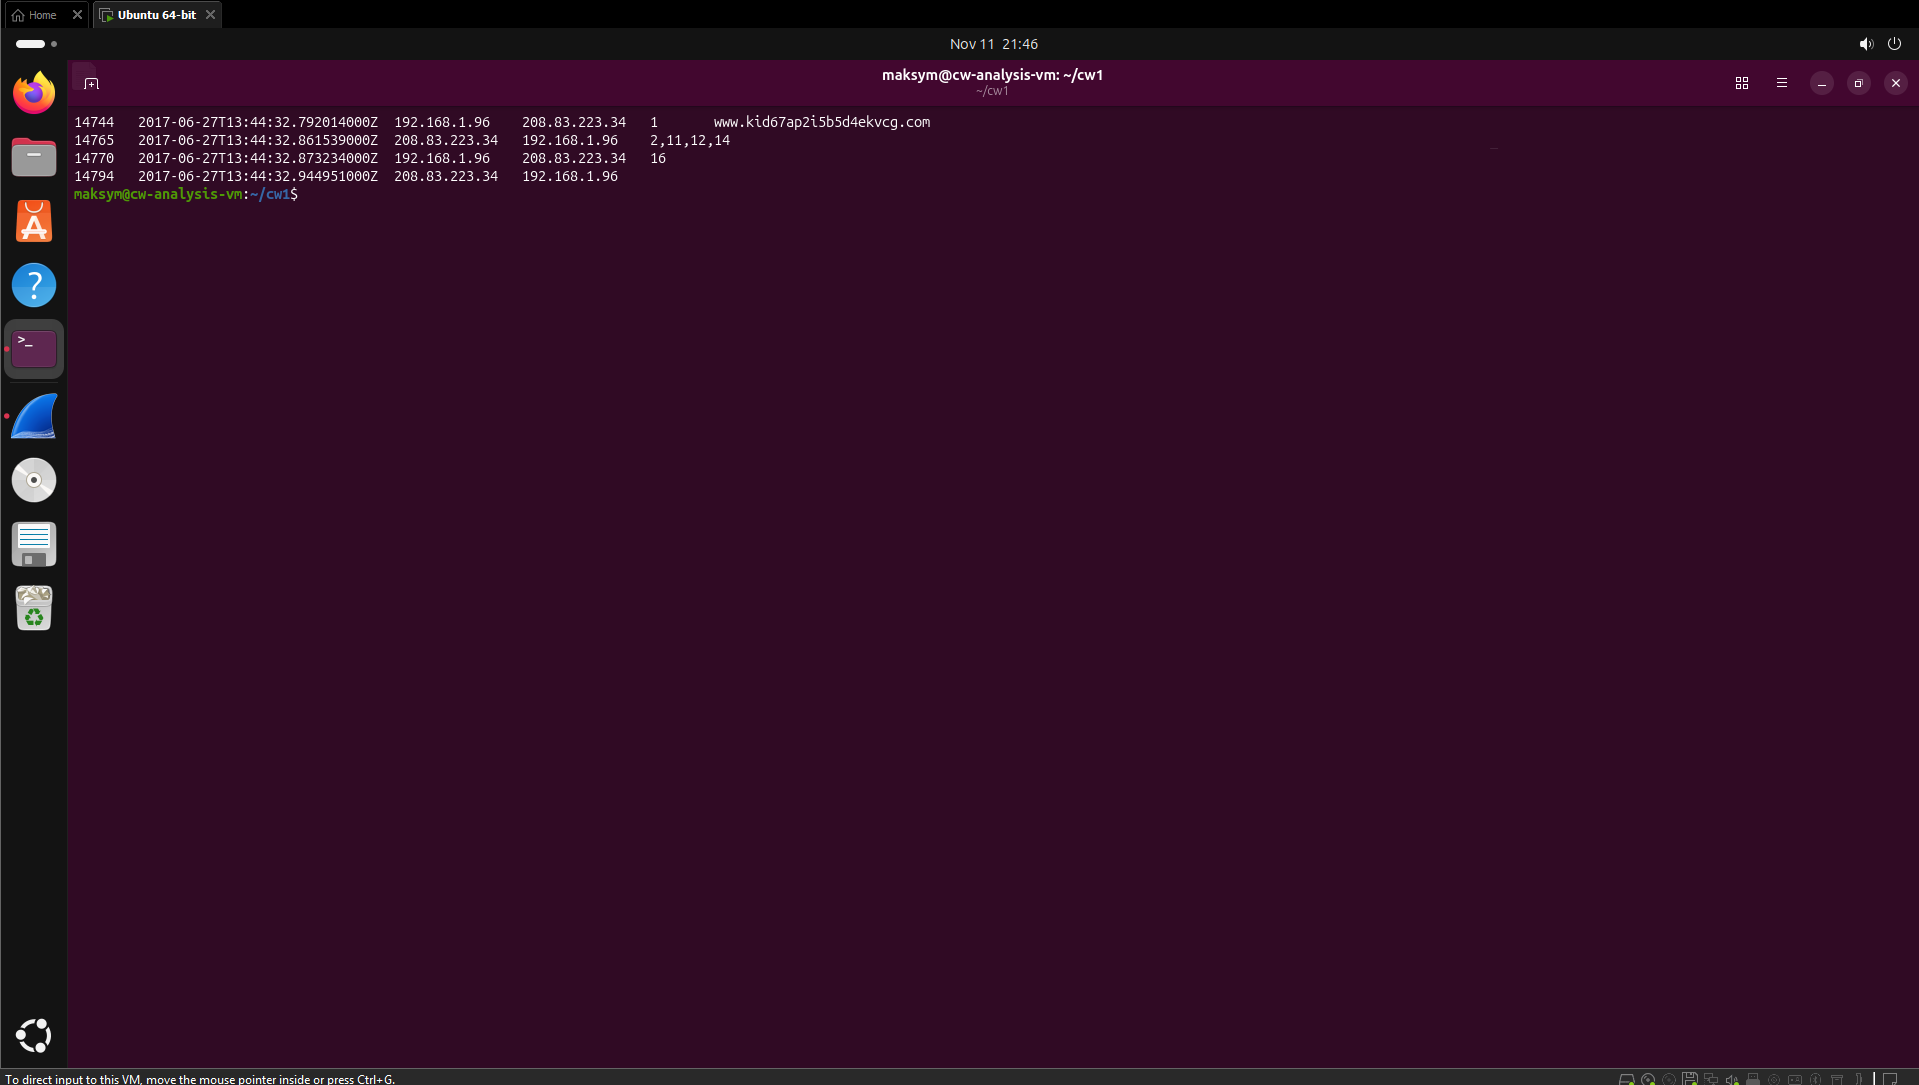 Home
Ubuntu 64-bit
Nov 11 21:46
maksym@cw-analysis-vm: ~/cw1
~/cw1
14744 2017-06-27T13:44:32.792014000Z 192.168.1.96 208.83.223.34 1 www.kid67ap2i5b5d4ekvcg.com
14765 2017-06-27T13:44:32.861539000Z 208.83.223.34 192.168.1.96 2,11,12,14
14770 2017-06-27T13:44:32.873234000Z 192.168.1.96 208.83.223.34 16
14794 2017-06-27T13:44:32.944951000Z 208.83.223.34 192.168.1.96
maksym@cw-analysis-vm:~/cw1$
To direct input to this VM, move the mouse pointer inside or press Ctrl+G.